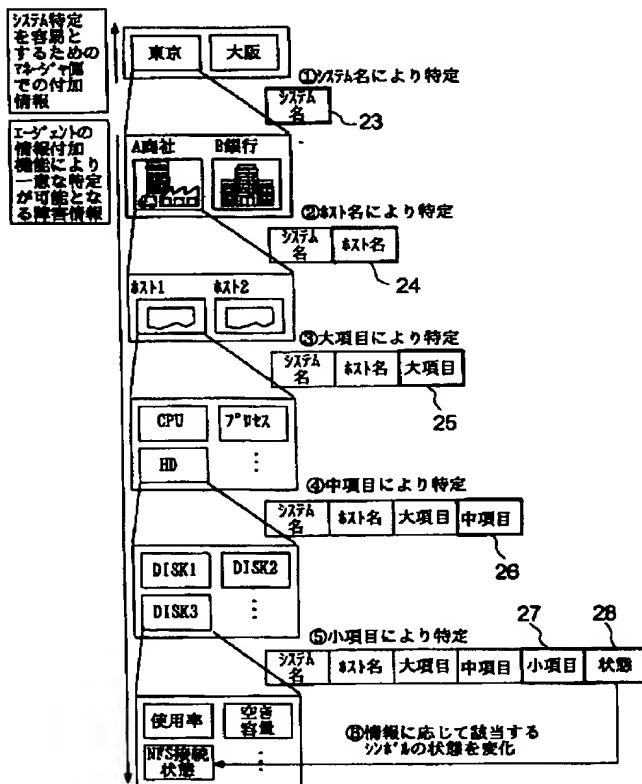 システム特定
を容易と
するための
マネージャ側
での付加
情報
東京
大阪
①システム名により特定
システム
名
23
エージェントの
情報付加
機能により
一意な特定
が可能とな
る障害情報
A商社
B銀行
②ホスト名により特定
システム
名
ホスト名
24
ホスト1
ホスト2
③大項目により特定
システム
名
ホスト名
大項目
25
CPU
プロセス
HD
⋮
④中項目により特定
システム
名
ホスト名
大項目
中項目
26
DISK1
DISK2
DISK3
⋮
⑤小項目により特定
27
28
システム
名
ホスト名
大項目
中項目
小項目
状態
使用率
空き
容量
NFS接続
状態
⋮
情報に応じて該当する
シンボルの状態を変化